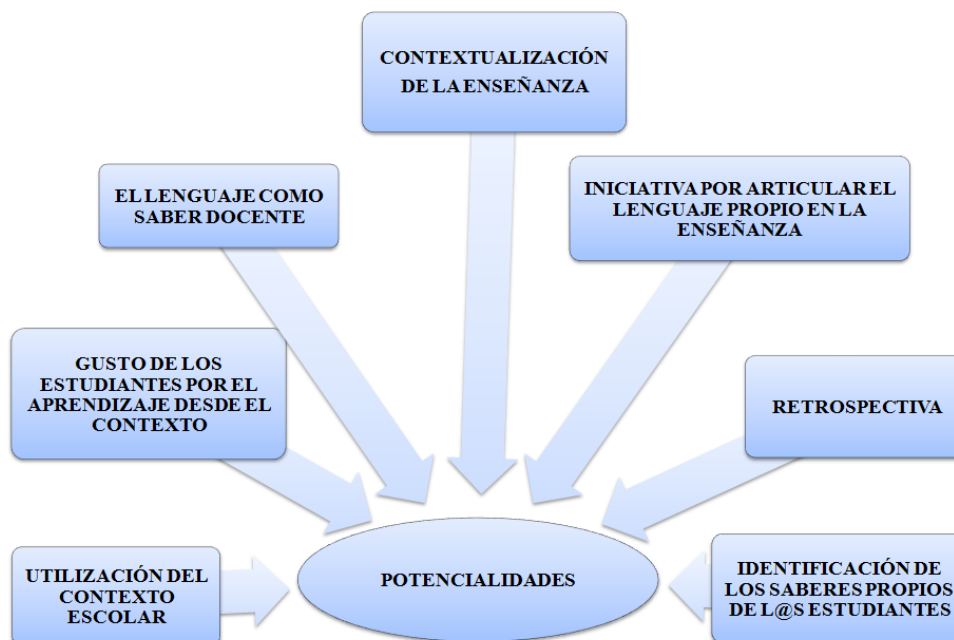 CONTEXTUALIZACIÓN
DE LA ENSEÑANZA
EL LENGUAJE COMO
SABER DOCENTE
INICIATIVA POR ARTICULAR EL
LENGUAJE PROPIO EN LA
ENSEÑANZA
GUSTO DE LOS
ESTUDIANTES POR EL
APRENDIZAJE DESDE EL
CONTEXTO
RETROSPECTIVA
UTILIZACIÓN DEL
CONTEXTO
ESCOLAR
POTENCIALIDADES
IDENTIFICACIÓN DE
LOS SABERES PROPIOS
DE L@S ESTUDIANTES